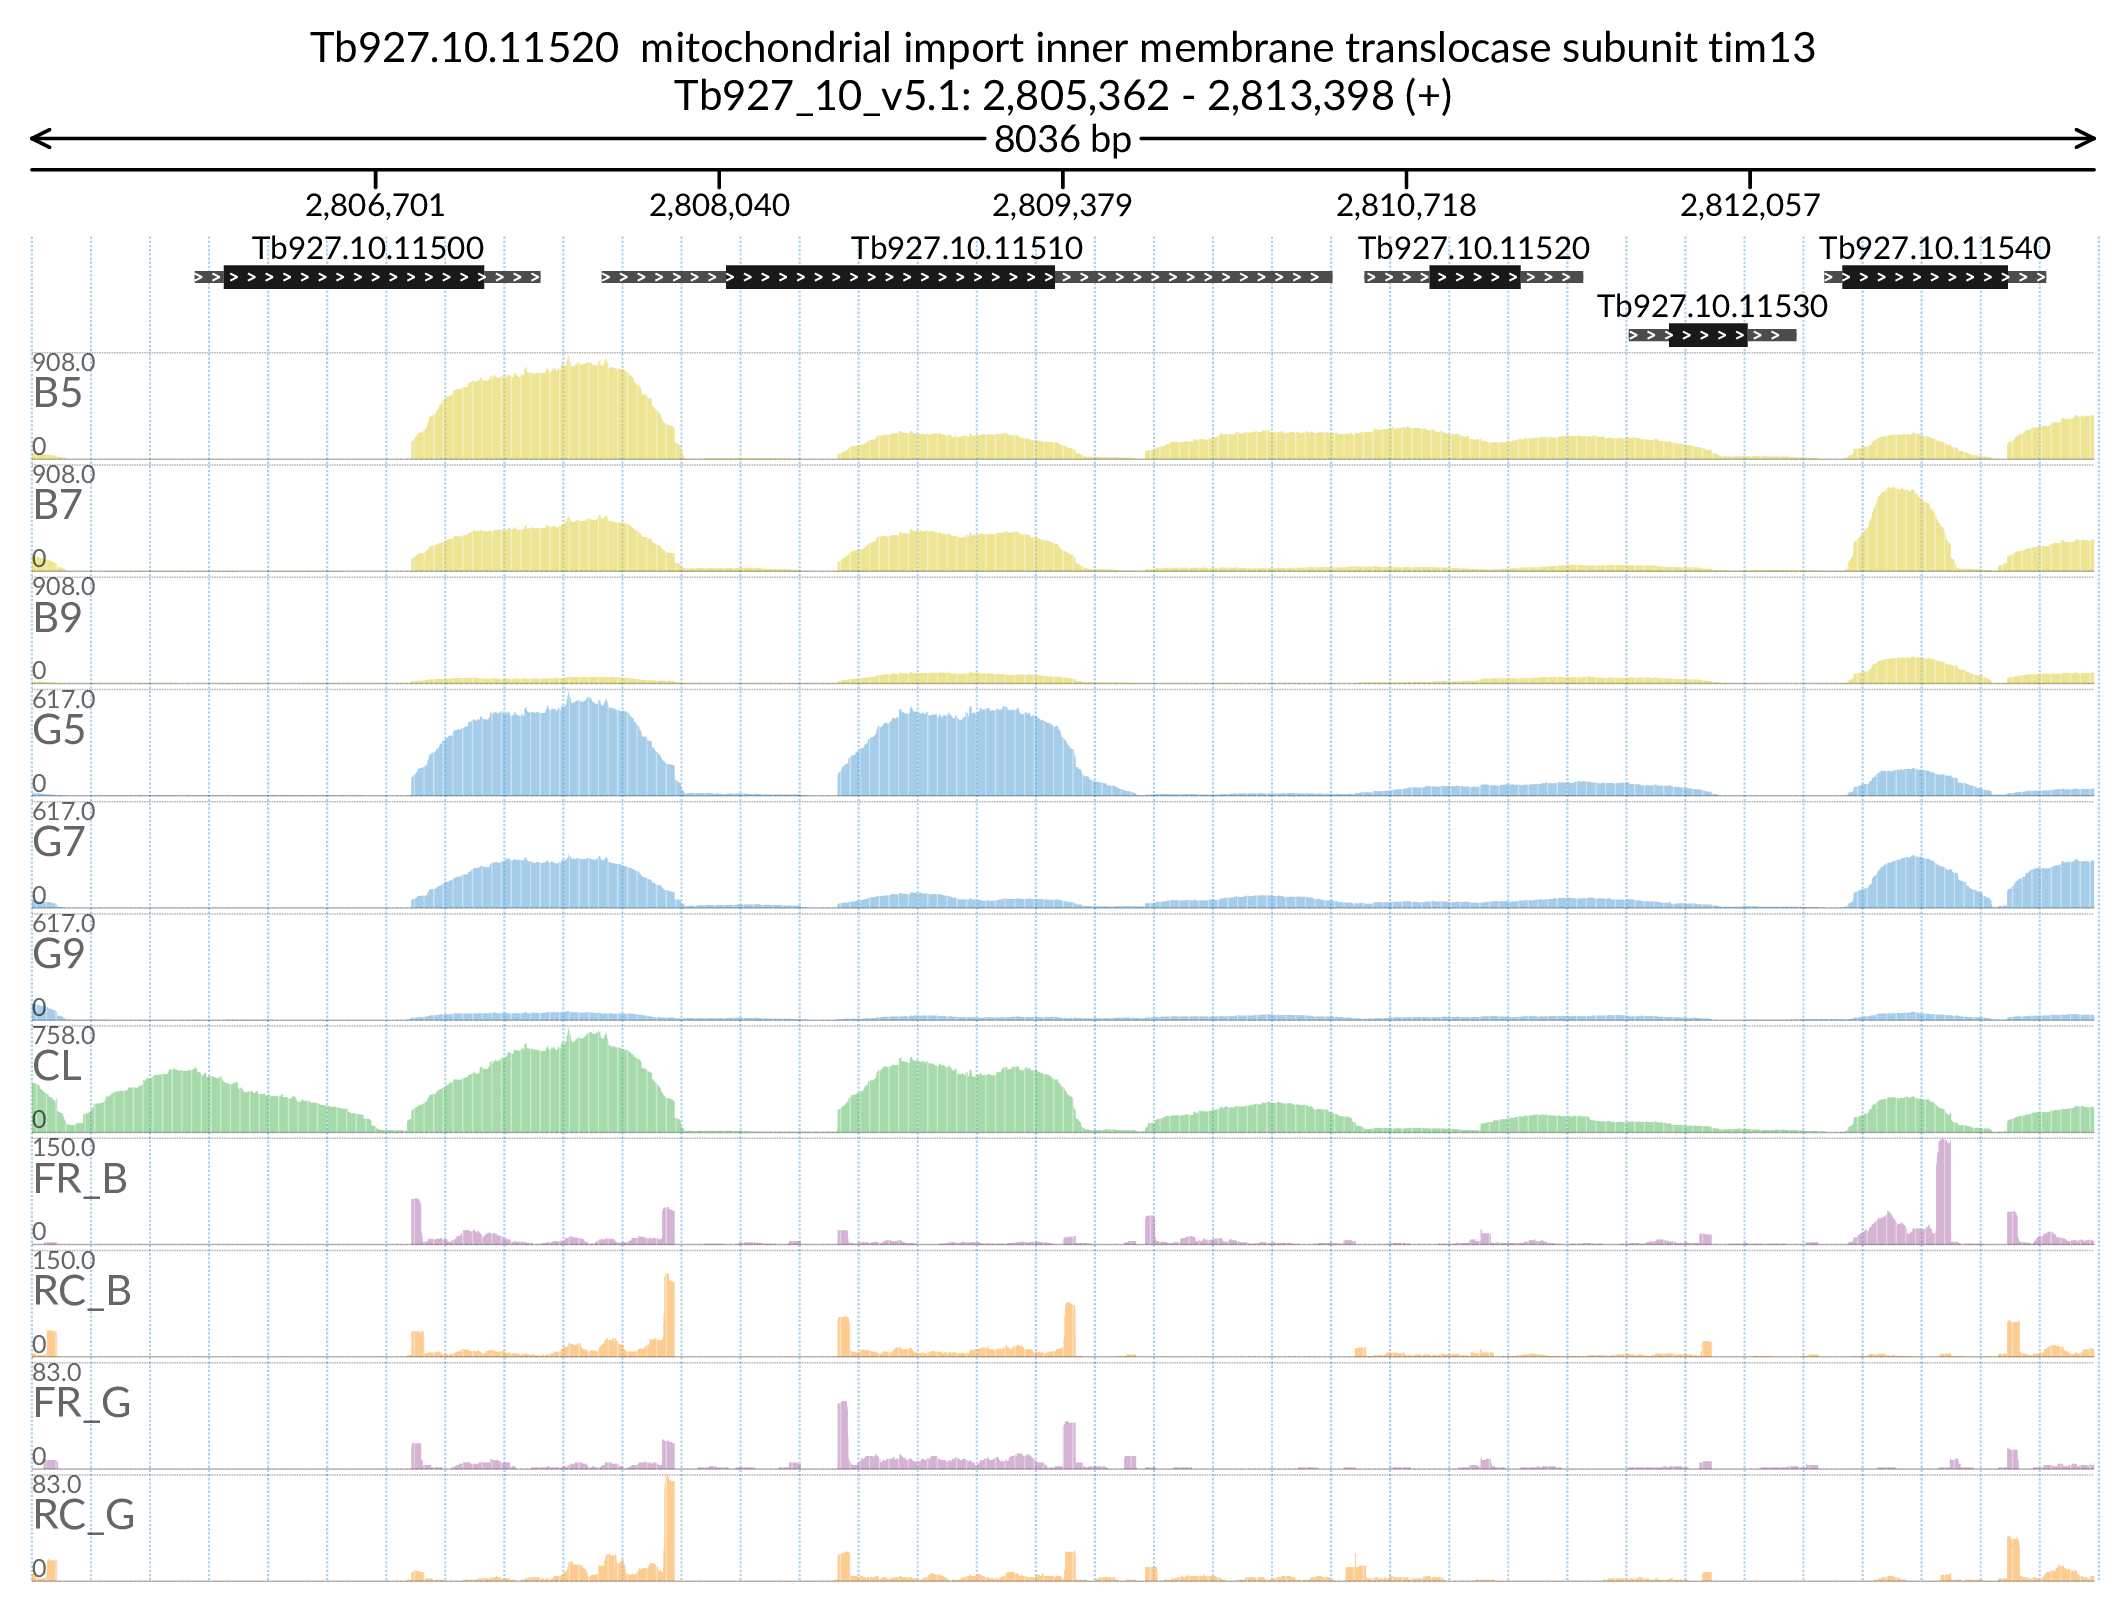 Tb927.10.11520 mitochondrial import inner membrane translocase subunit tim13
Tb927_10_v5.1: 2,805,362 - 2,813,398 (+)
8036 bp
2,806,701 2,808,040 2,809,379 2,810,718 2,812,057
Tb927.10.11500 Tb927.10.11510 Tb927.10.11520 Tb927.10.11540
Tb927.10.11530
908.0
B5
0
908.0
B7
0
908.0
B9
0
617.0
G5
0
617.0
G7
0
617.0
G9
0
758.0
CL
0
150.0
FR_B
0
150.0
RC_B
0
83.0
FR_G
0
83.0
RC_G
0